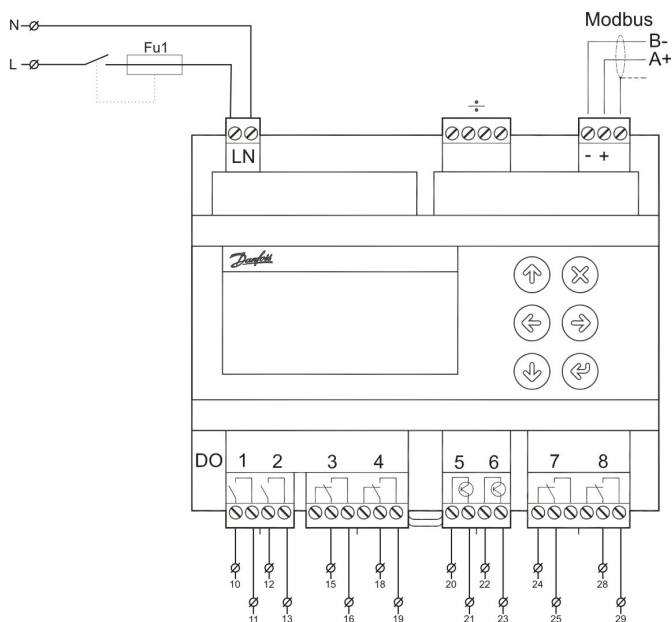 Modbus
N
B-
A+
L
Fu1
÷
LN
- +
Danfoss
DO 1 2 3 4 5 6 7 8
10 12 15 18 20 22 24 28
11 13 16 19 21 23 25 29